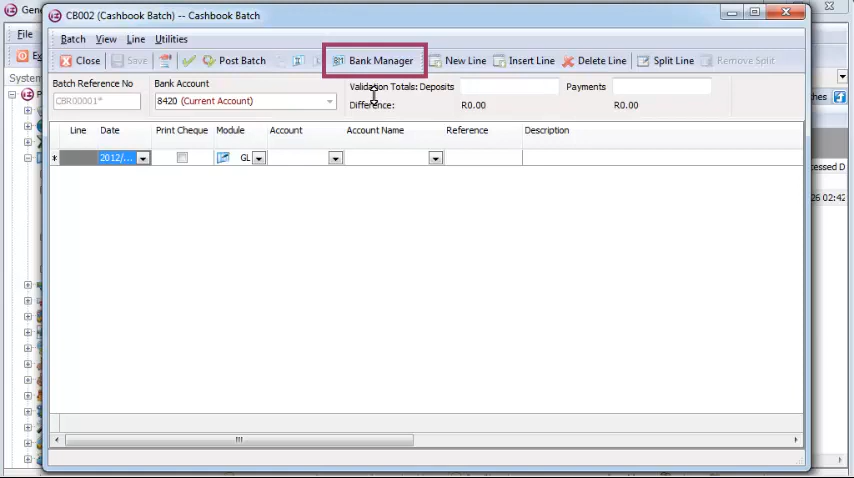 Gene
CB002 (Cashbook Batch) -- Cashbook Batch
File
Batch View Line Utilities
Close Save Post Batch Bank Manager New Line Insert Line Delete Line Split Line Remove Split
Batch Reference No
Bank Account
Validation Totals: Deposits
Payments
CBR00001*
8420 (Current Account)
Difference: R0.00 R0.00
Line Date Print Cheque Module Account Account Name Reference Description
* 2012/... GL